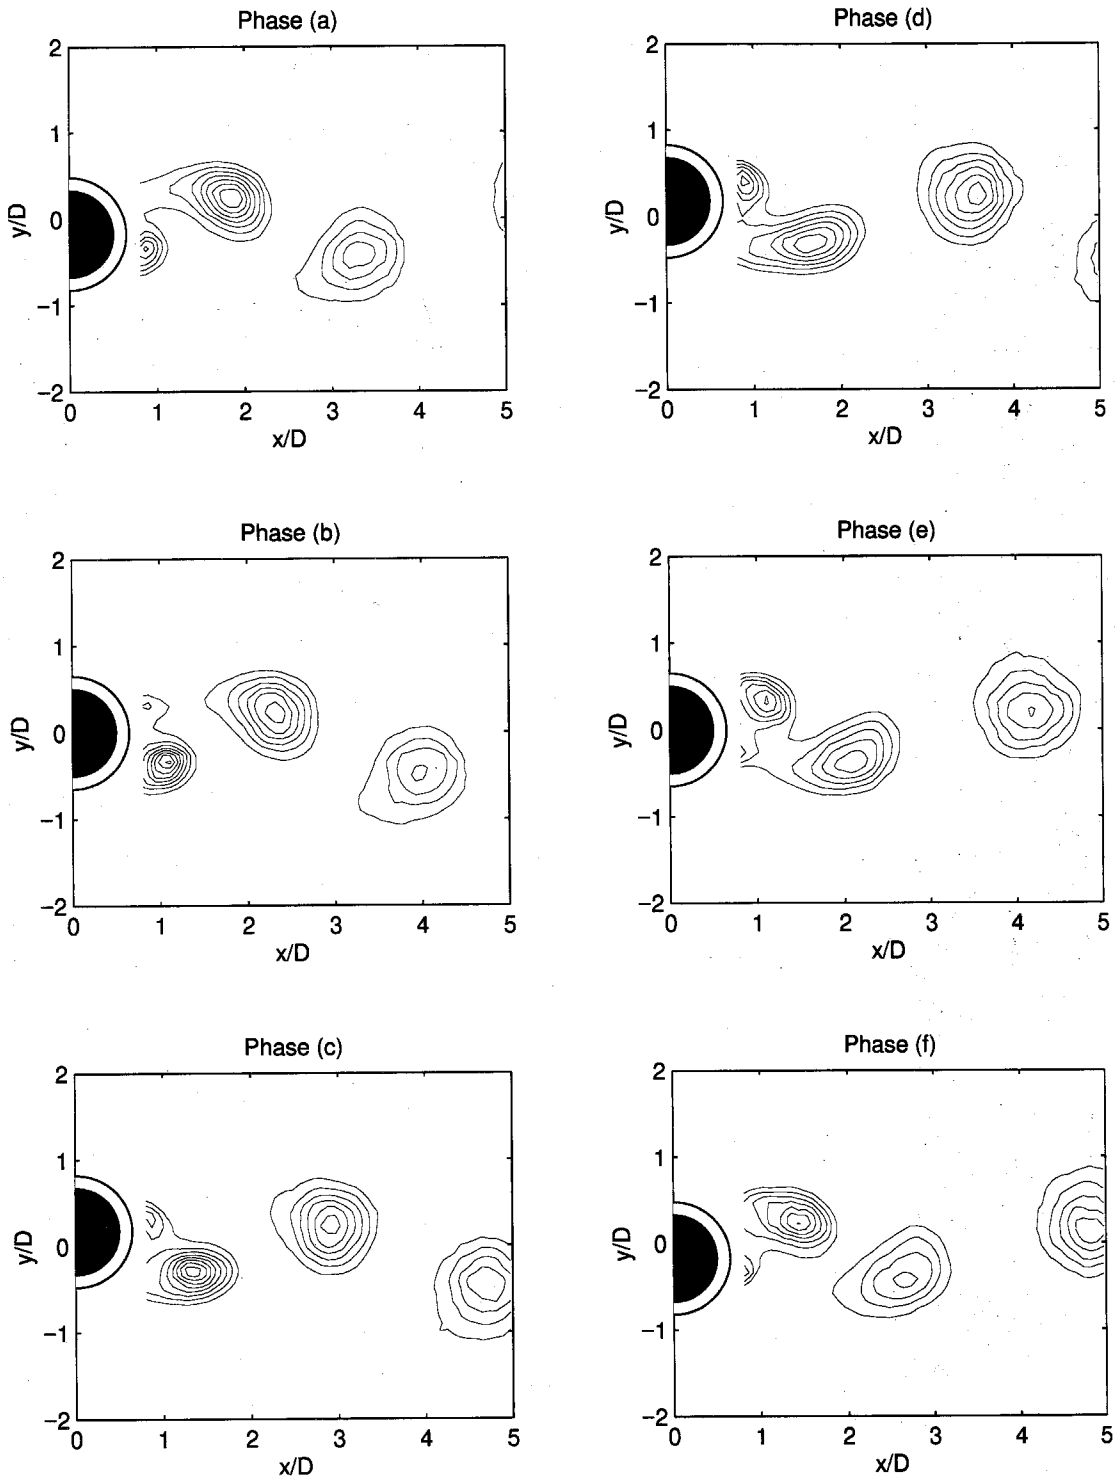 Phase (a)
2
1
0
−1
−2
y/D
0 1 2 3 4 5
x/D
Phase (d)
2
1
0
−1
−2
y/D
0 1 2 3 4 5
x/D
Phase (b)
2
1
0
−1
−2
y/D
0 1 2 3 4 5
x/D
Phase (e)
2
1
0
−1
−2
y/D
0 1 2 3 4 5
x/D
Phase (c)
2
1
0
−1
−2
y/D
0 1 2 3 4 5
x/D
Phase (f)
2
1
0
−1
−2
y/D
0 1 2 3 4 5
x/D